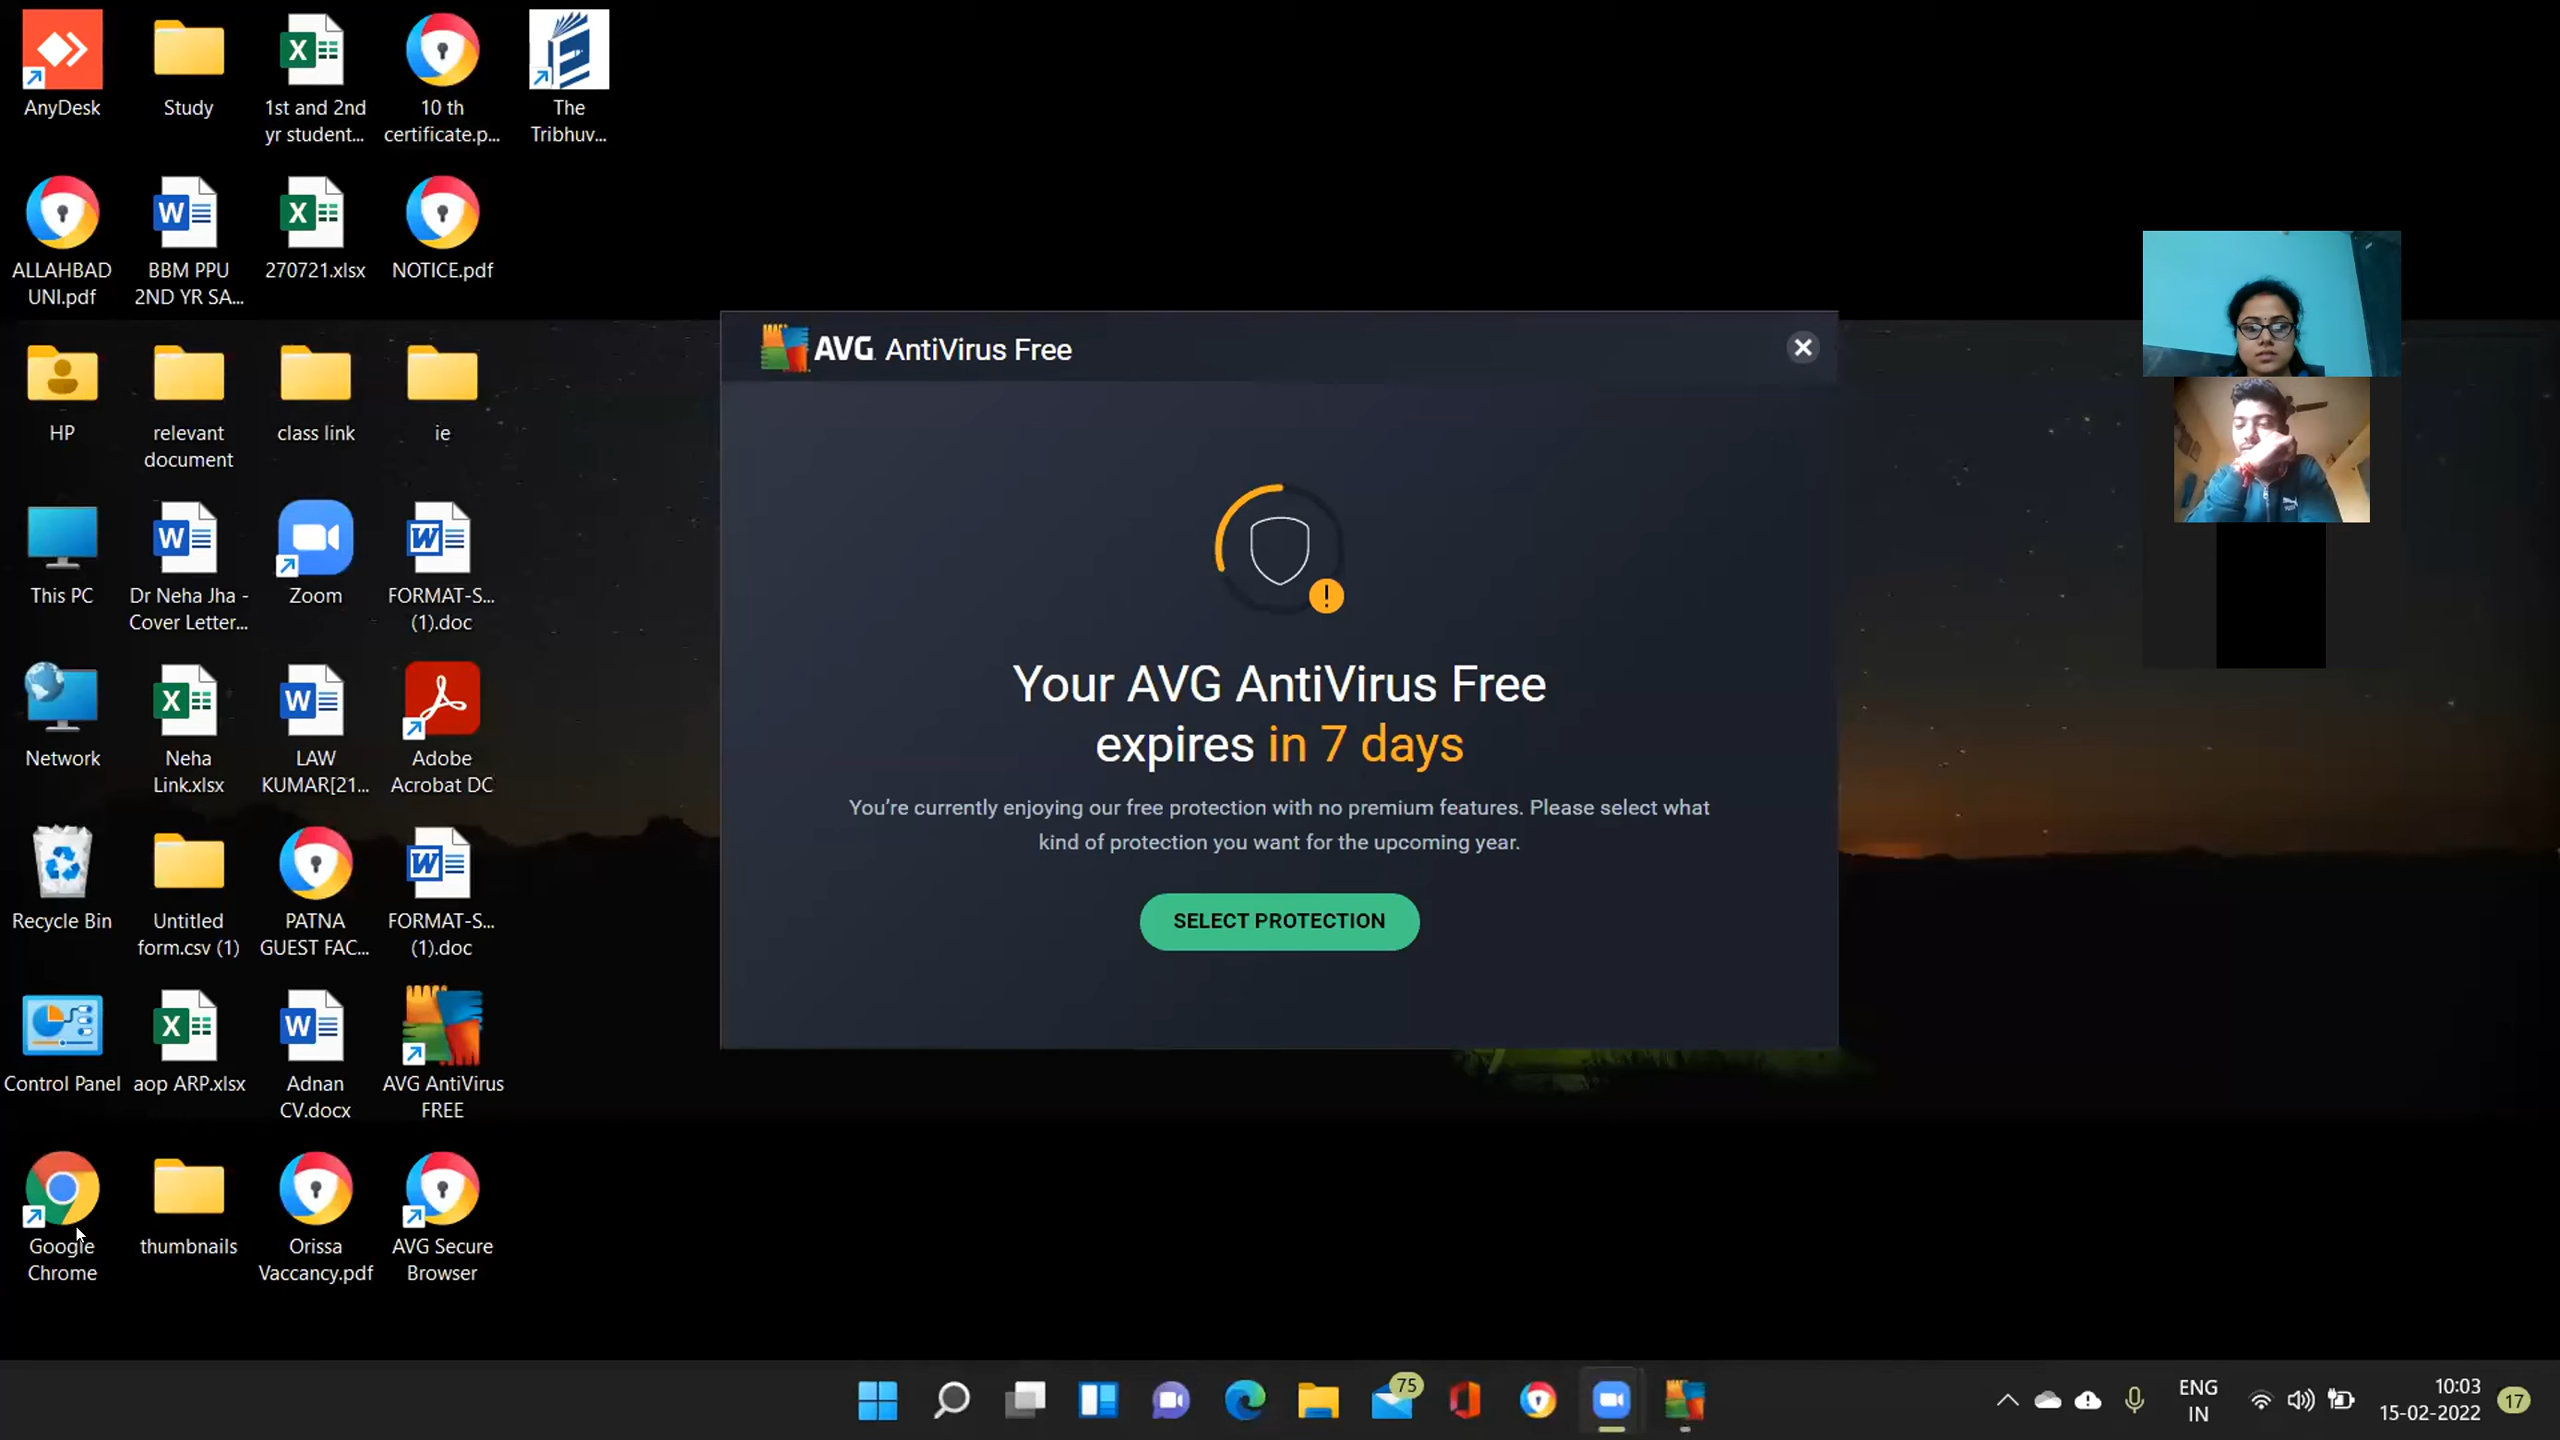 AnyDesk
Study
1st and 2nd
yr student...
10 th
certificate.p...
The
Tribhuv...
ALLAHBAD
UNI.pdf
BBM PPU
2ND YR SA...
270721.xlsx
NOTICE.pdf
HP
relevant
document
class link
ie
This PC
Dr Neha Jha -
Cover Letter...
Zoom
FORMAT-S...
(1).doc
Network
Neha
Link.xlsx
LAW
KUMAR[21...
Adobe
Acrobat DC
Recycle Bin
Untitled
form.csv (1)
PATNA
GUEST FAC...
FORMAT-S...
(1).doc
Control Panel
aop ARP.xlsx
Adnan
CV.docx
AVG AntiVirus
FREE
Google
Chrome
thumbnails
Orissa
Vaccancy.pdf
AVG Secure
Browser
AVG AntiVirus Free
Your AVG AntiVirus Free
expires in 7 days
You're currently enjoying our free protection with no premium features. Please select what
kind of protection you want for the upcoming year.
SELECT PROTECTION
75
ENG
IN
10:03
15-02-2022
17